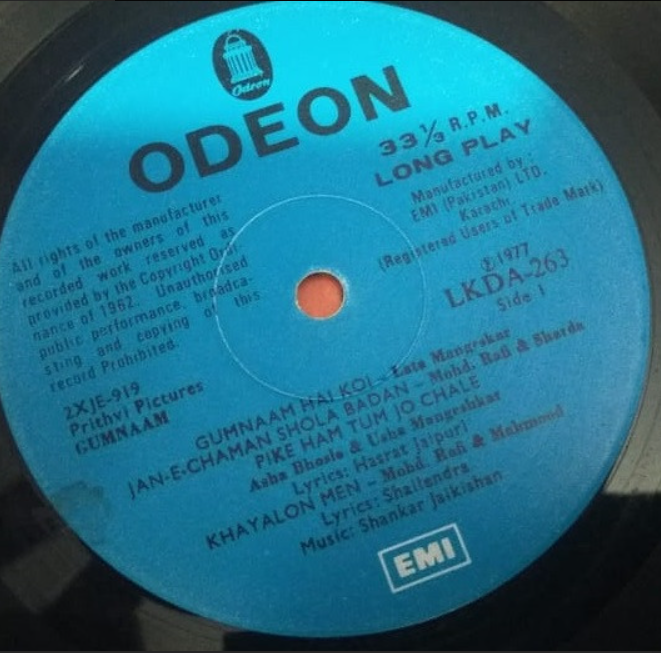 Odeon
ODEON
33⅓ R.P.M.
LONG PLAY
Manufactured by:
EMI (Pakistan) LTD.
Karachi
(Registered Users of Trade Mark)
Ⓟ1977
LKDA-263
Side 1
All rights of the manufacturer
and of the owners of this
recorded work reserved as
provided by the Copyright Ordi-
nance of 1962. Unauthorised
public performance, broadca-
sting and copying of this
record Prohibited.
2XJE-919
Prithvi Pictures
GUMNAAM
GUMNAAM HAI KOI - Lata Mangeskar
JAN-E-CHAMAN SHOLA BADAN - Mohd. Rafi & Sharda
PIKE HAM TUM JO CHALE
Asha Bhosle & Usha Mangeshkar
Lyrics: Hasrat Jaipuri
KHAYALON MEN - Mohd. Rafi & Mahmood
Lyrics: Shailendra
Music: Shankar Jaikishan
EMI